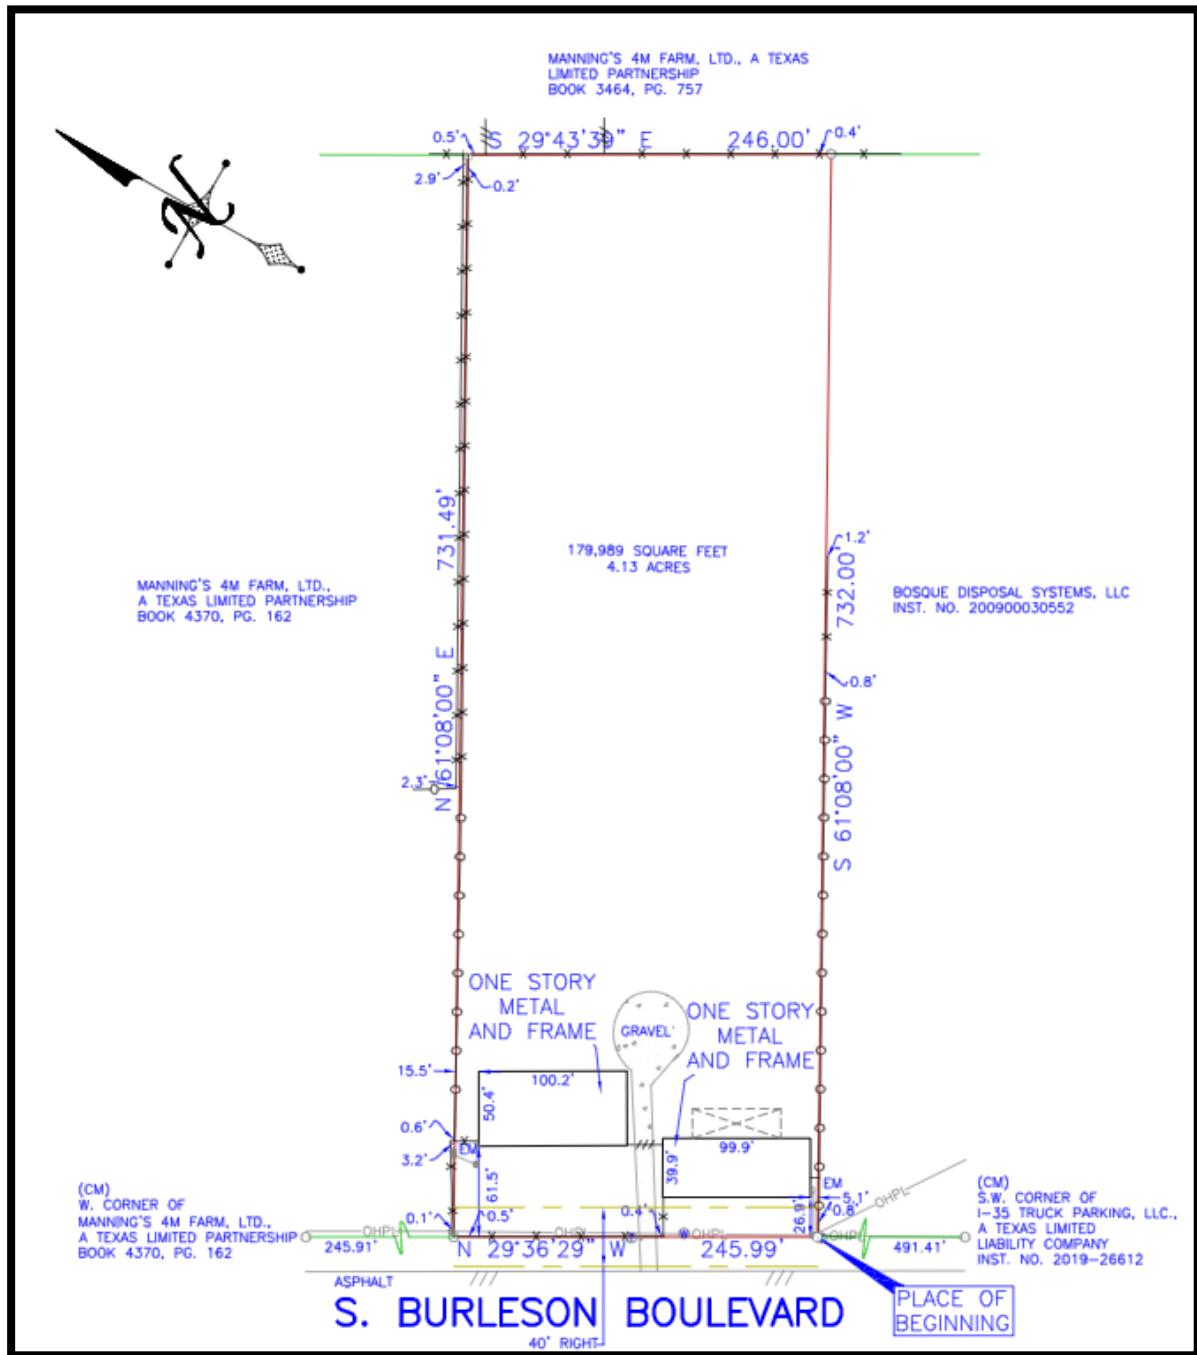 MANNING'S 4M FARM, LTD., A TEXAS
LIMITED PARTNERSHIP
BOOK 3464, PG. 757
0.5'
S 29°43'39" E
246.00'
0.4'
2.9'
0.2'
N
731.49'
N 61°08'00" E
179,989 SQUARE FEET
4.13 ACRES
1.2'
732.00'
S 61°08'00" W
0.8'
MANNING'S 4M FARM, LTD.,
A TEXAS LIMITED PARTNERSHIP
BOOK 4370, PG. 162
BOSQUE DISPOSAL SYSTEMS, LLC
INST. NO. 200900030552
2.3'
ONE STORY
METAL
AND FRAME
GRAVEL
ONE STORY
METAL
AND FRAME
15.5'
100.2'
50.4'
0.6'
3.2'
EM
61.5'
99.9'
39.9'
EM
5.1'
0.8'
26.9'
OHPL
(CM)
W. CORNER OF
MANNING'S 4M FARM, LTD.,
A TEXAS LIMITED PARTNERSHIP
BOOK 4370, PG. 162
(CM)
S.W. CORNER OF
I-35 TRUCK PARKING, LLC.,
A TEXAS LIMITED
LIABILITY COMPANY
INST. NO. 2019-26612
0.1'
0.5'
0.4'
W
OHPL
OHPL
OHPL
OHPL
245.91'
N 29°36'29" W
245.99'
491.41'
ASPHALT
S. BURLESON BOULEVARD
40' RIGHT
PLACE OF
BEGINNING